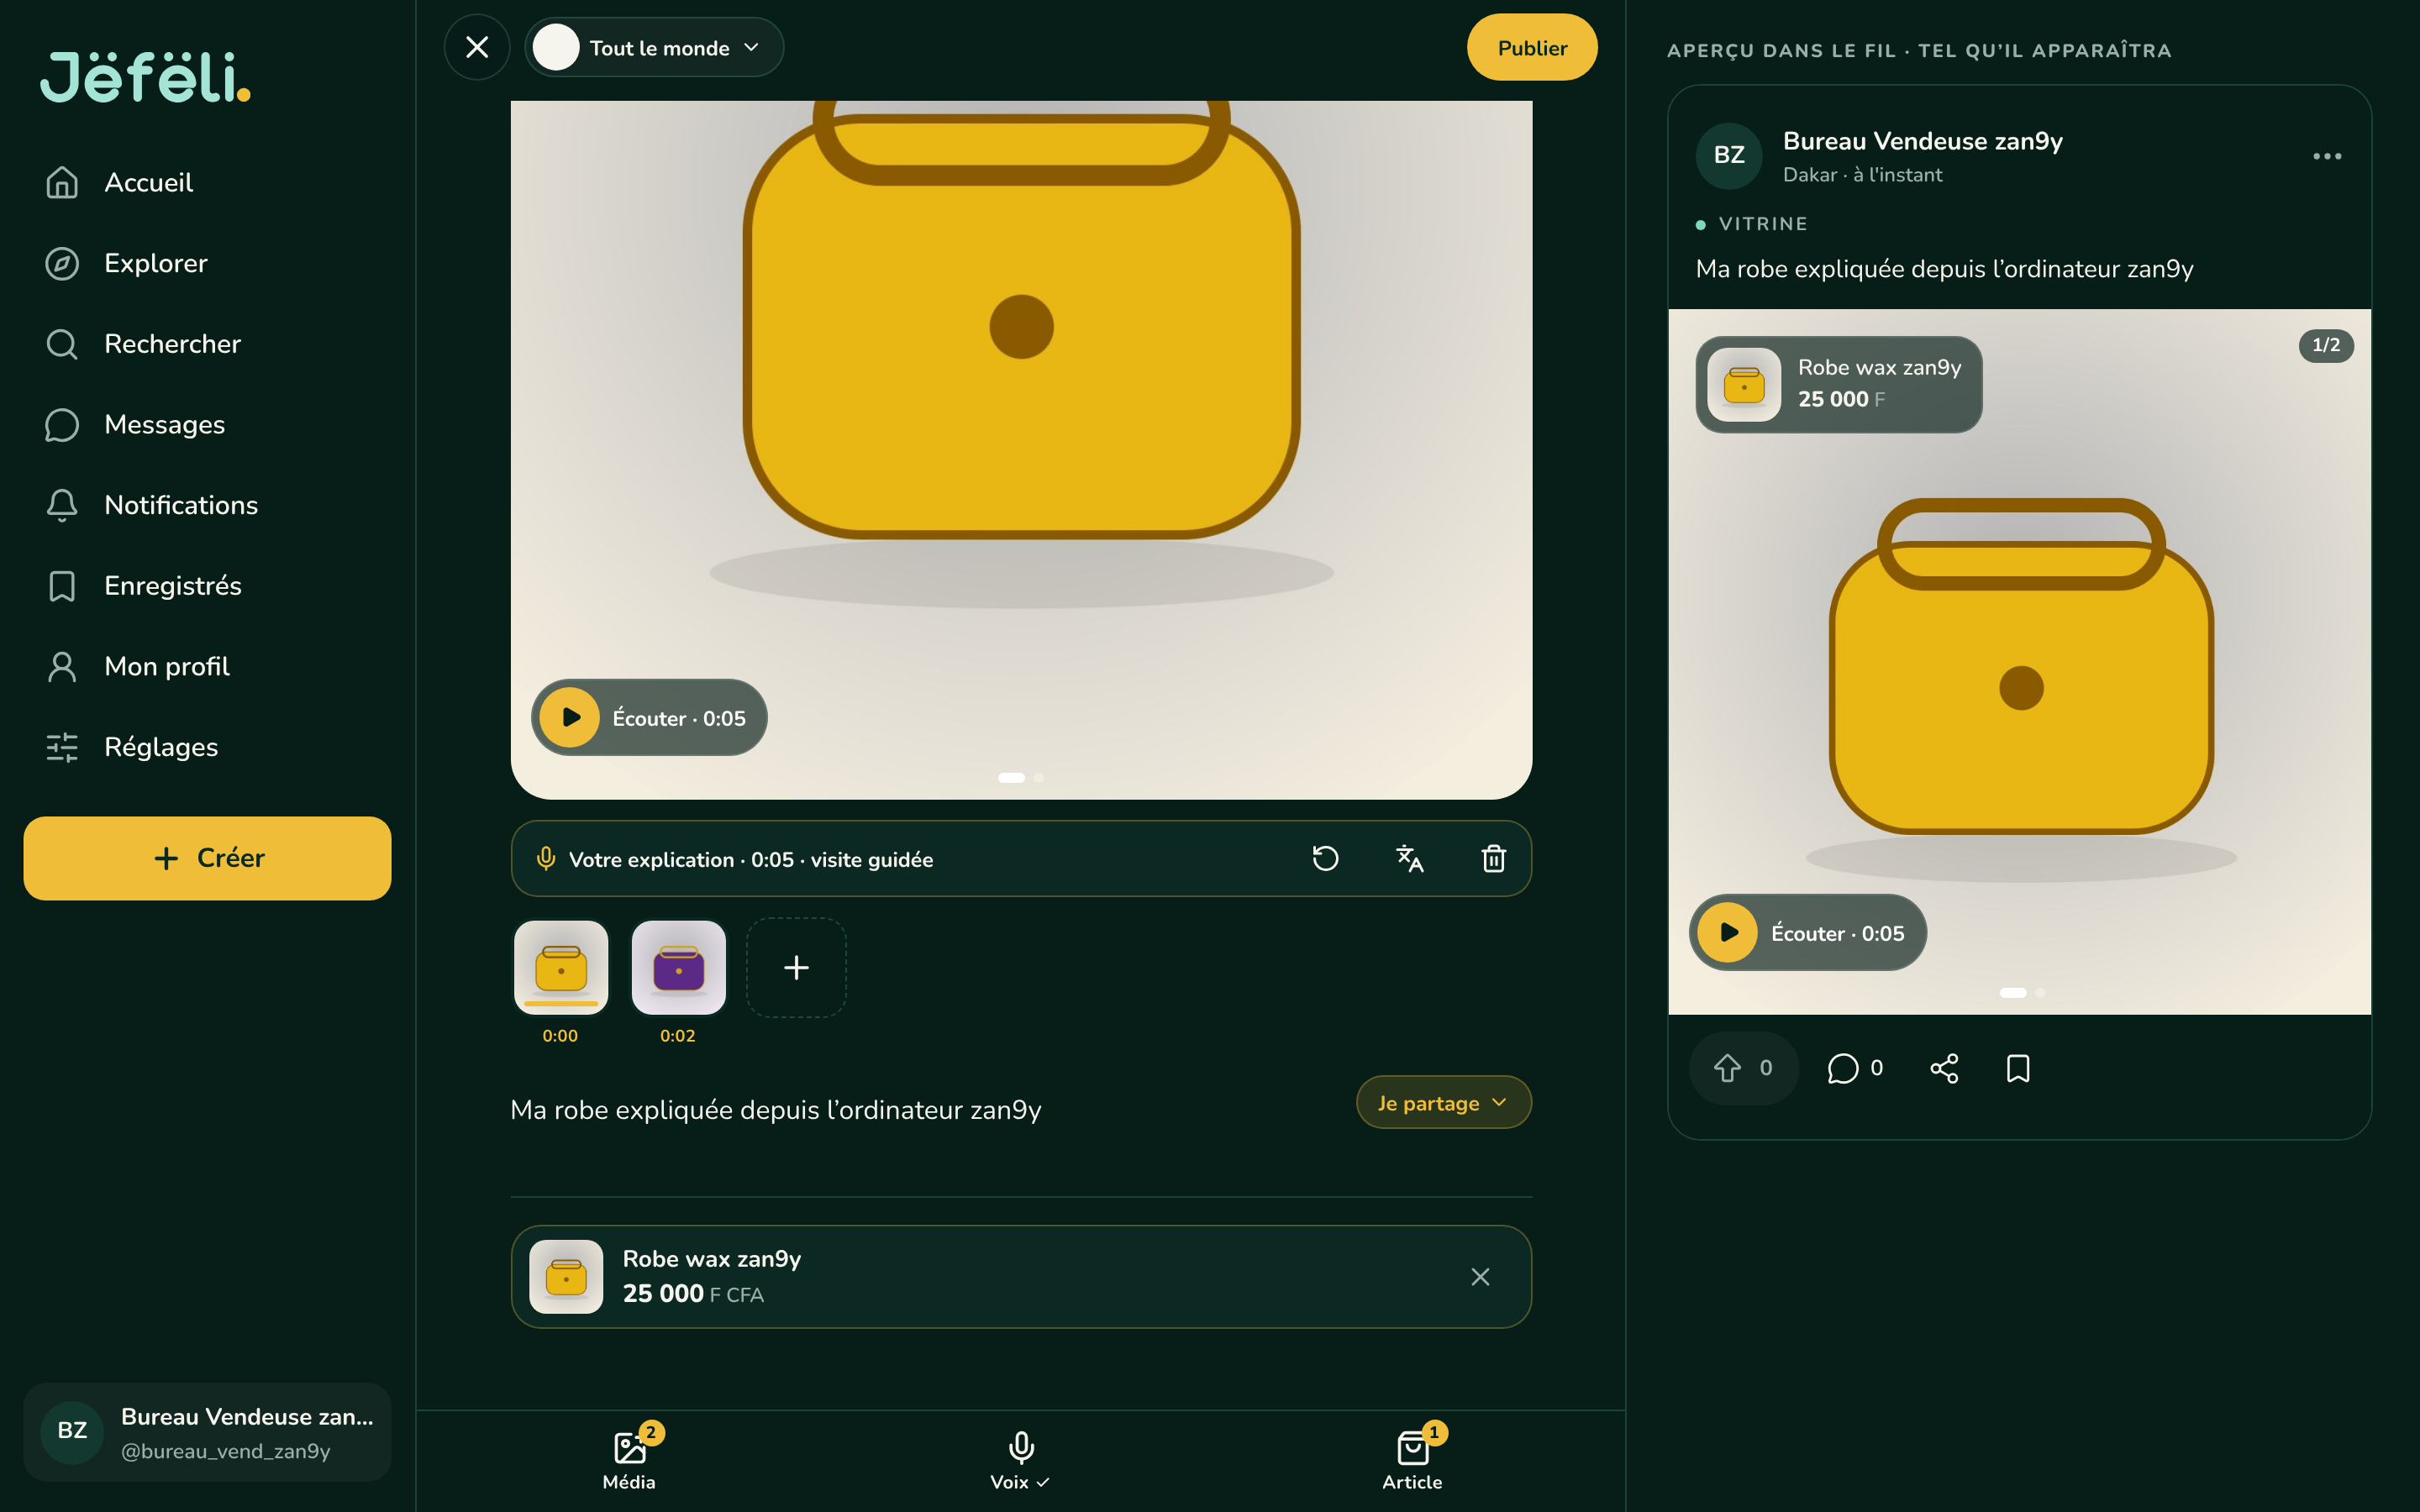 Jëfëli.
Accueil
Explorer
Rechercher
Messages
Notifications
Enregistrés
Mon profil
Réglages
Créer
BZ
Bureau Vendeuse zan...
@bureau_vend_zan9y
Tout le monde
Publier
Écouter · 0:05
Votre explication · 0:05 · visite guidée
0:00
0:02
Ma robe expliquée depuis l’ordinateur zan9y
Je partage
Robe wax zan9y
25 000 F CFA
2
Média
Voix
1
Article
APERÇU DANS LE FIL · TEL QU’IL APPARAÎTRA
BZ
Bureau Vendeuse zan9y
Dakar · à l'instant
VITRINE
Ma robe expliquée depuis l’ordinateur zan9y
Robe wax zan9y
25 000 F
1/2
Écouter · 0:05
0
0